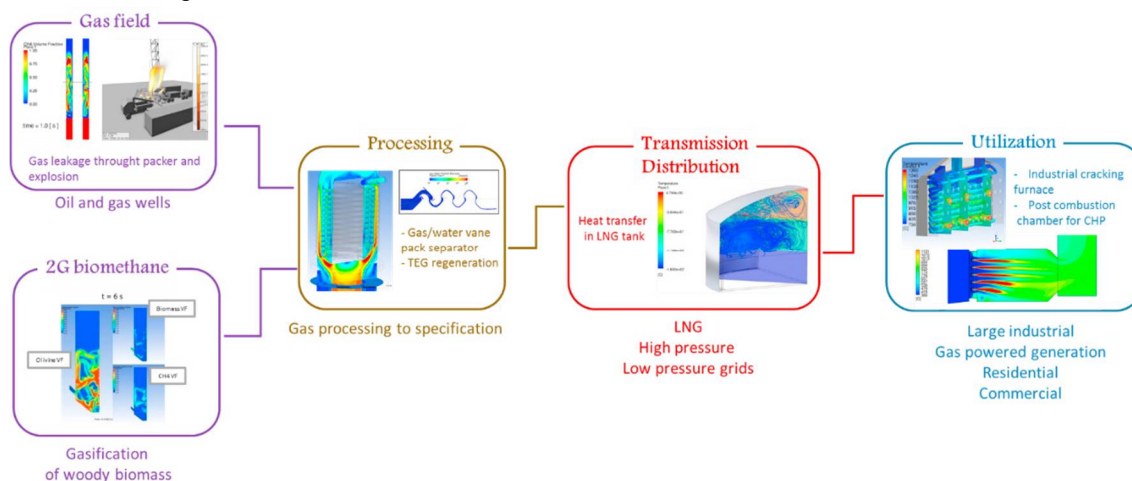 Gas field
time = 1.0 [s]
Gas leakage throught packer and
explosion
Oil and gas wells
2G biomethane
t = 6 s
Biomass VF
Olivine VF
CH4 VF
Gasification
of woody biomass
Processing
- Gas/water vane
pack separator
- TEG regeneration
Gas processing to specification
Transmission
Distribution
Heat transfer
in LNG tank
LNG
High pressure
Low pressure grids
Utilization
- Industrial cracking
furnace
- Post combustion
chamber for CHP
Large industrial
Gas powered generation
Residential
Commercial